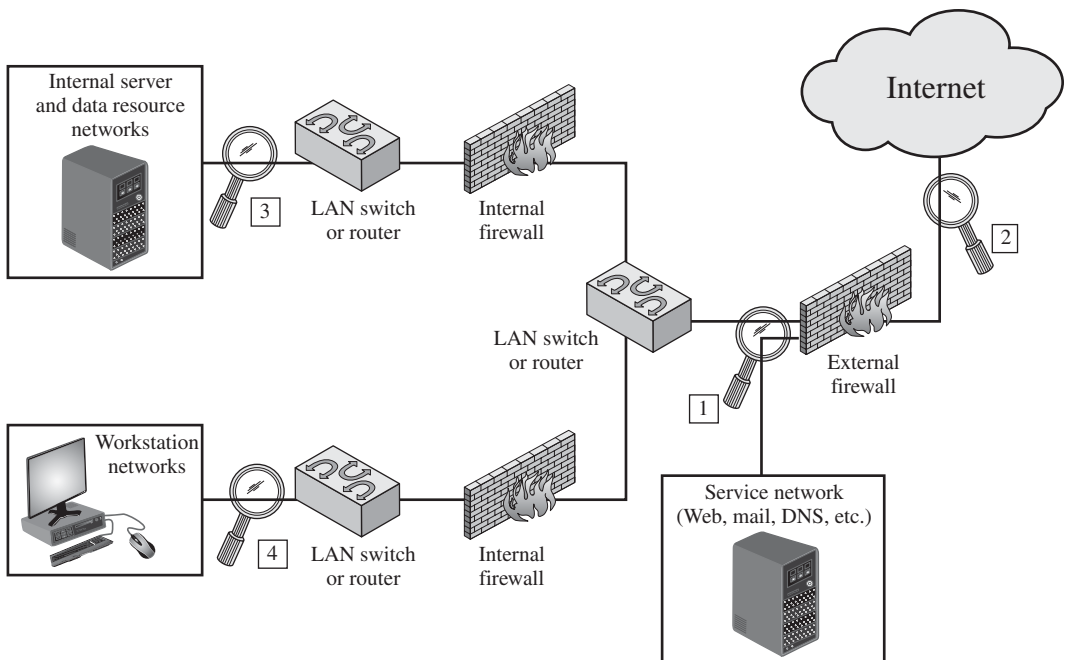 Internal server
and data resource
networks
Internet
3
LAN switch
or router
Internal
firewall
2
LAN switch
or router
External
firewall
1
Workstation
networks
4
LAN switch
or router
Internal
firewall
Service network
(Web, mail, DNS, etc.)